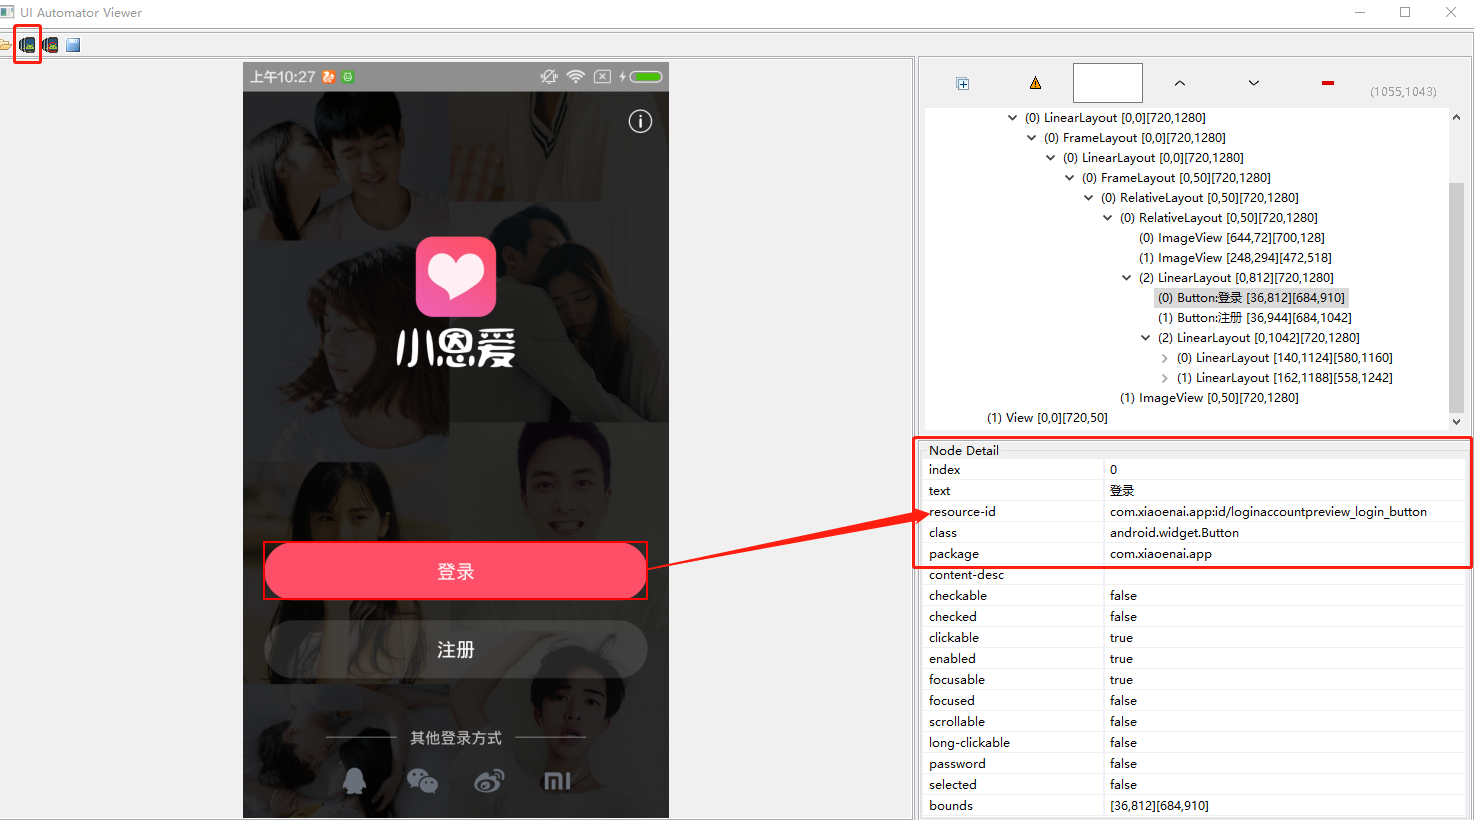 UI Automator Viewer
上午10:27
小恩爱
登录
注册
其他登录方式
(1055,1043)
(0) LinearLayout [0,0][720,1280]
(0) FrameLayout [0,0][720,1280]
(0) LinearLayout [0,0][720,1280]
(0) FrameLayout [0,50][720,1280]
(0) RelativeLayout [0,50][720,1280]
(0) RelativeLayout [0,50][720,1280]
(0) ImageView [644,72][700,128]
(1) ImageView [248,294][472,518]
(2) LinearLayout [0,812][720,1280]
(0) Button:登录 [36,812][684,910]
(1) Button:注册 [36,944][684,1042]
(2) LinearLayout [0,1042][720,1280]
(0) LinearLayout [140,1124][580,1160]
(1) LinearLayout [162,1188][558,1242]
(1) ImageView [0,50][720,1280]
(1) View [0,0][720,50]
Node Detail
index 0
text 登录
resource-id com.xiaoenai.app:id/loginaccountpreview_login_button
class android.widget.Button
package com.xiaoenai.app
content-desc
checkable false
checked false
clickable true
enabled true
focusable true
focused false
scrollable false
long-clickable false
password false
selected false
bounds [36,812][684,910]